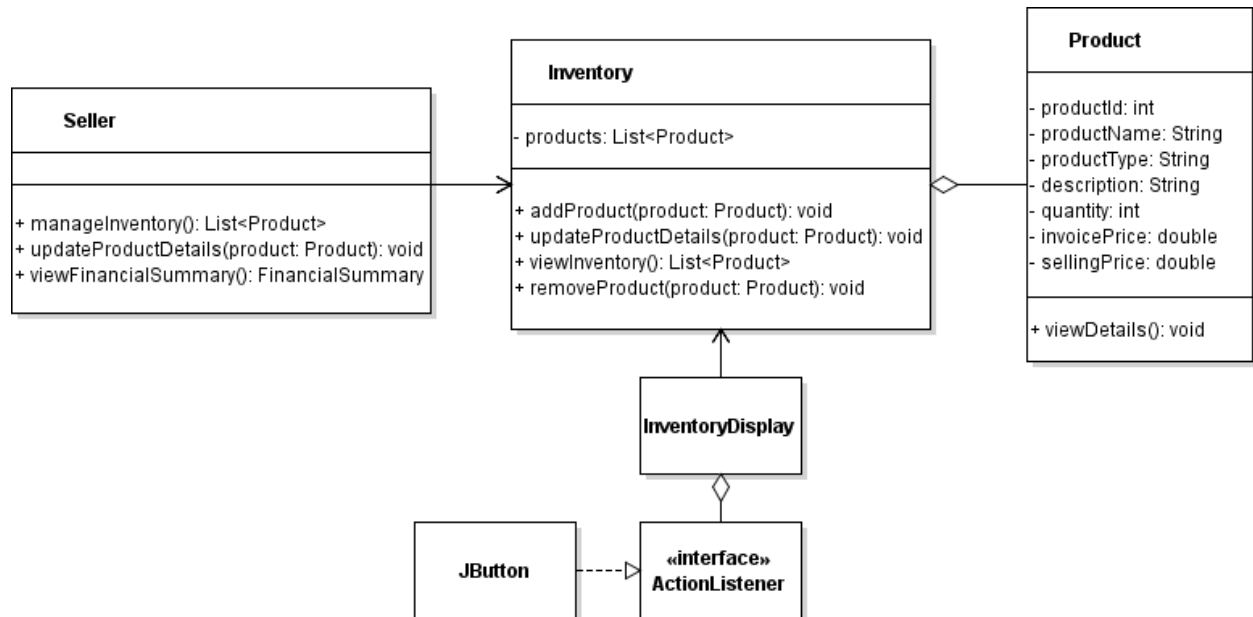 Seller
+ manageInventory(): List<Product>
+ updateProductDetails(product: Product): void
+ viewFinancialSummary(): FinancialSummary
Inventory
- products: List<Product>
+ addProduct(product: Product): void
+ updateProductDetails(product: Product): void
+ viewInventory(): List<Product>
+ removeProduct(product: Product): void
Product
- productId: int
- productName: String
- productType: String
- description: String
- quantity: int
- invoicePrice: double
- sellingPrice: double
+ viewDetails(): void
InventoryDisplay
JButton
«interface»
ActionListener